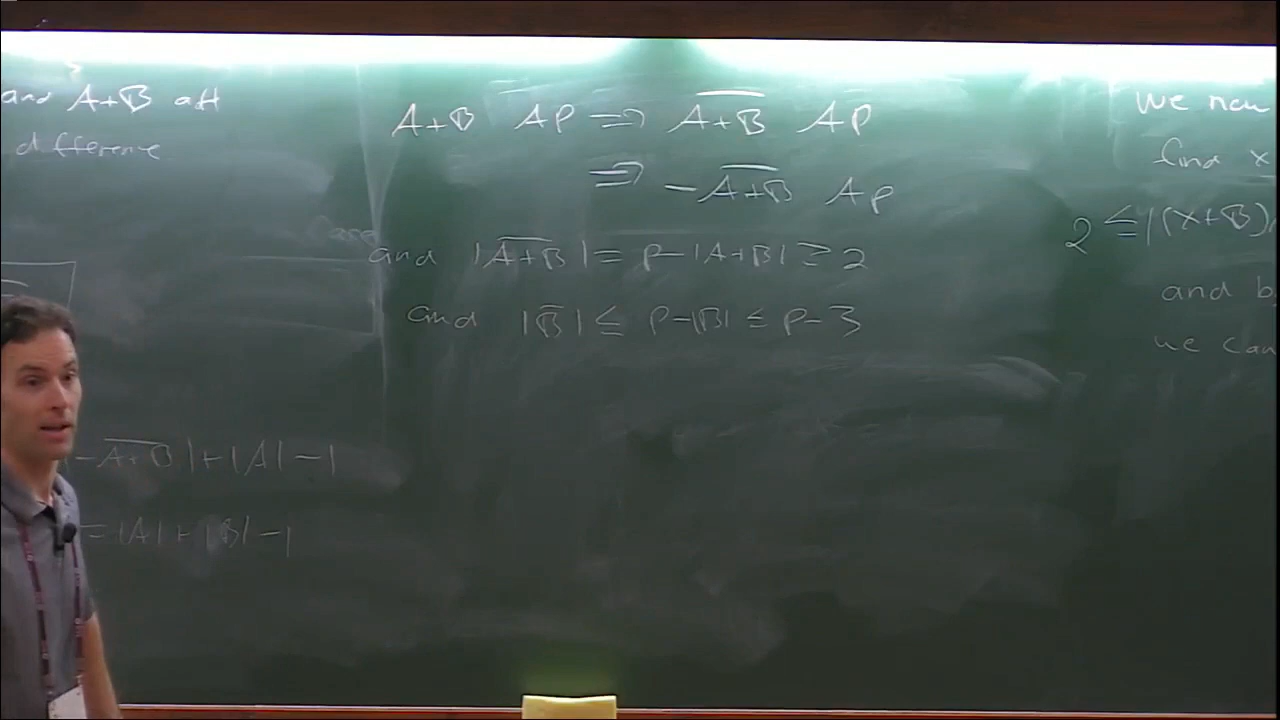 and A+B aff
difference
|-\overline{A+B}|+|A|-1
=|A|+|B|-1
A+B AP ⇒ \overline{A+B} AP
⇒ -\overline{A+B} AP
and |\overline{A+B}| = p-|A+B| ≥ 2
and |\overline{B}| ≤ p-|B| ≤ p-3
We now
find x
2 ≤ |(X+B)
and b
we can